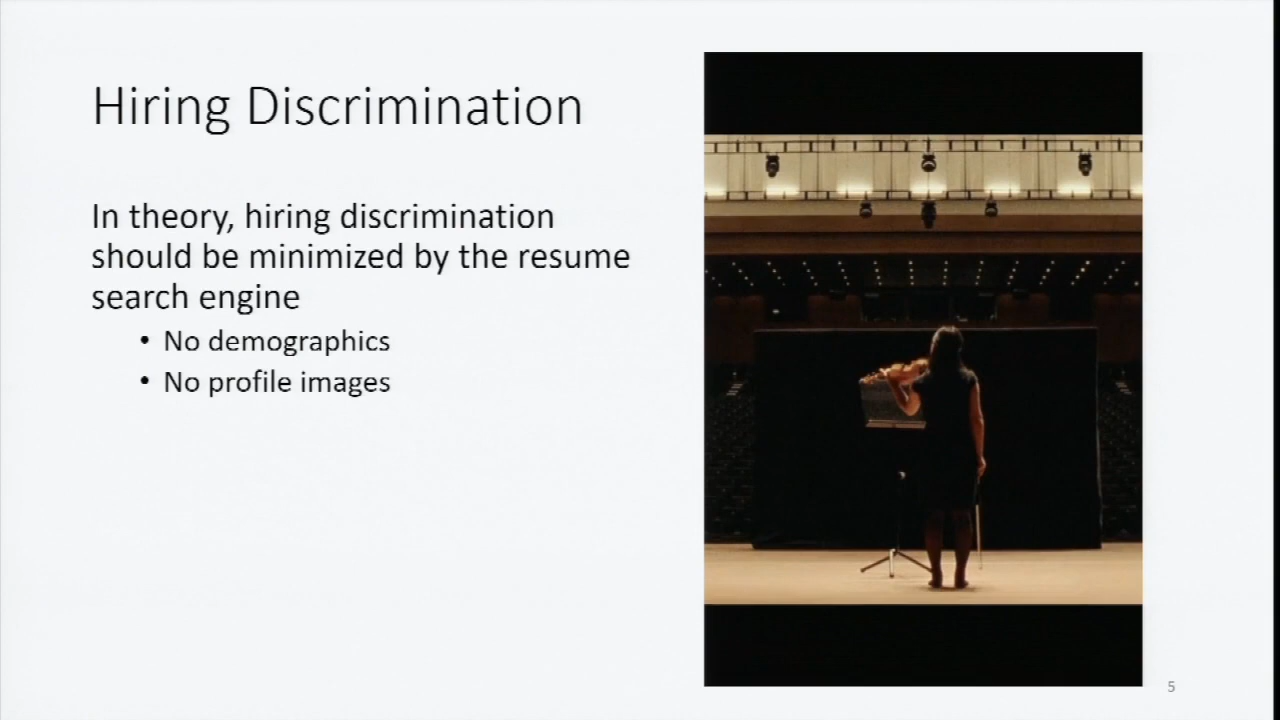 Hiring Discrimination
In theory, hiring discrimination
should be minimized by the resume
search engine
• No demographics
• No profile images
5